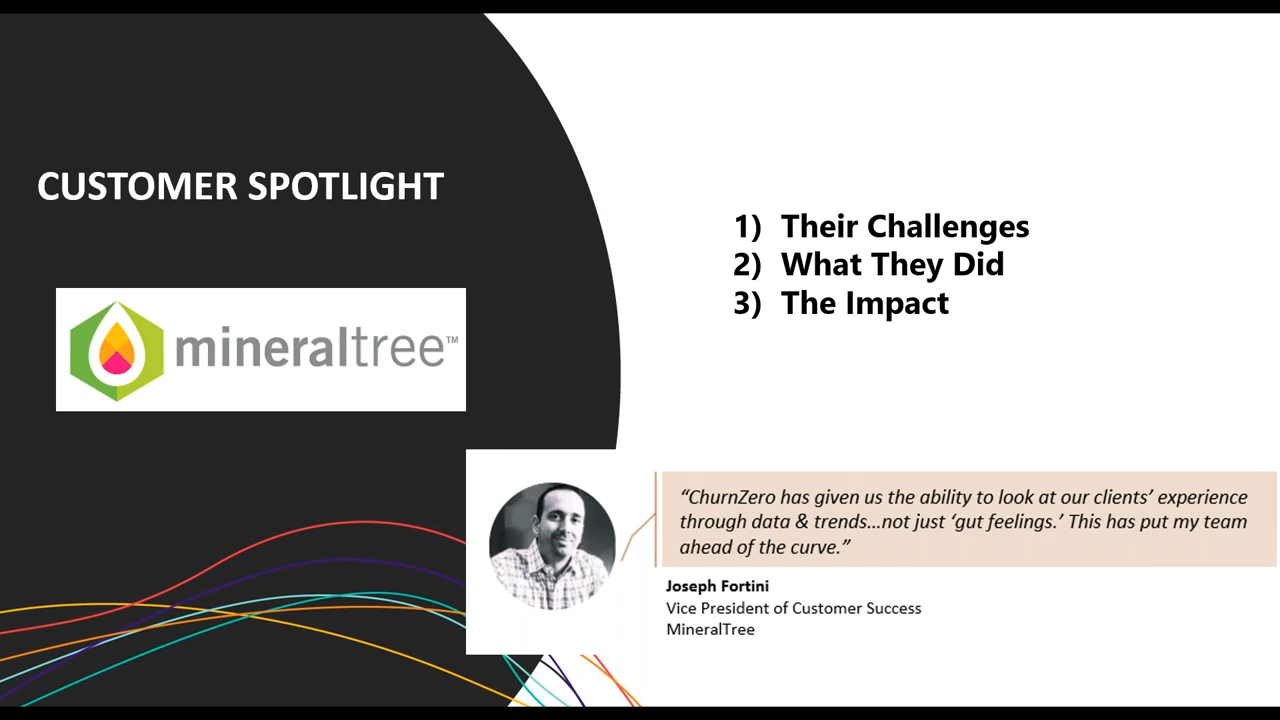 CUSTOMER SPOTLIGHT
mineraltree™
1) Their Challenges
2) What They Did
3) The Impact
“ChurnZero has given us the ability to look at our clients’ experience
through data & trends...not just ‘gut feelings.’ This has put my team
ahead of the curve.”
Joseph Fortini
Vice President of Customer Success
MineralTree